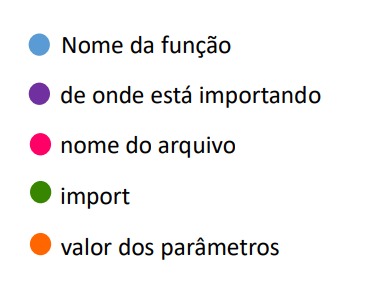 Nome da função
de onde está importando
nome do arquivo
import
valor dos parâmetros